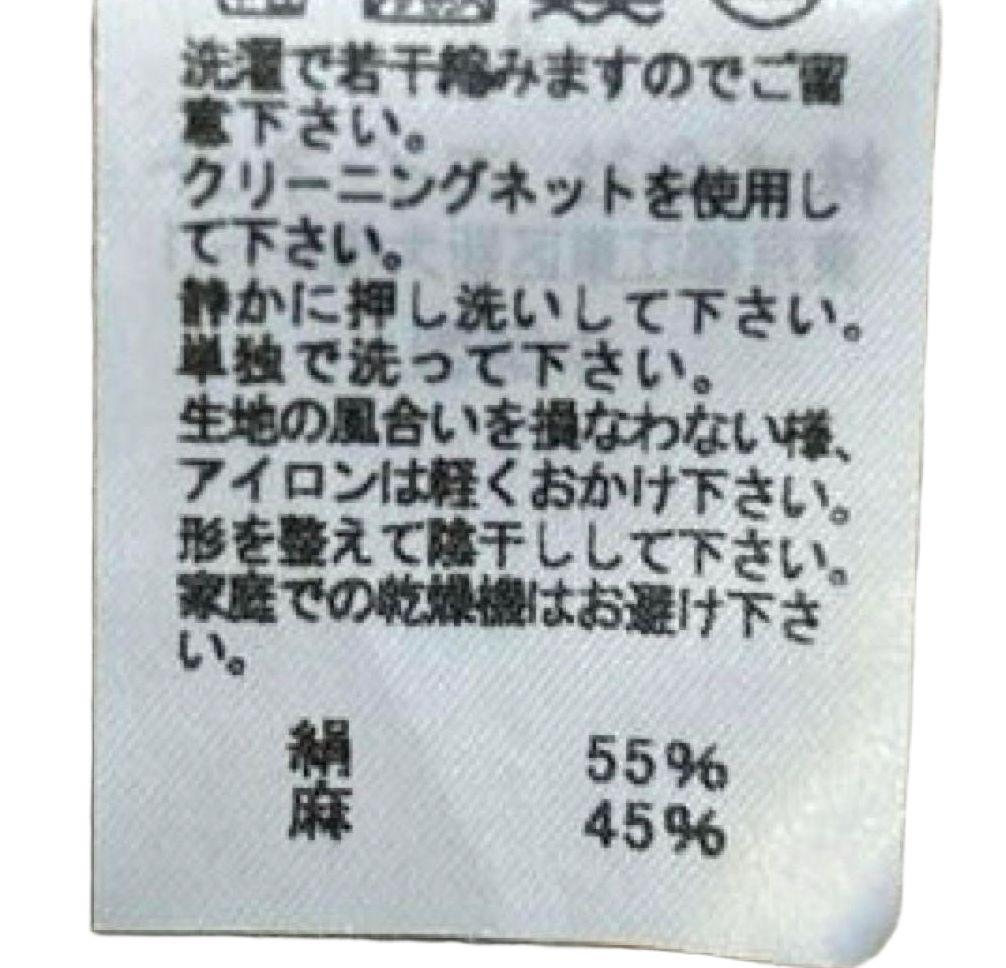 洗濯で若干縮みますのでご留
意下さい。
クリーニングネットを使用し
て下さい。
静かに押し洗いして下さい。
単独で洗って下さい。
生地の風合いを損なわない様、
アイロンは軽くおかけ下さい。
形を整えて陰干しして下さい。
家庭での乾燥機はお避け下さ
い。
絹 55%
麻 45%